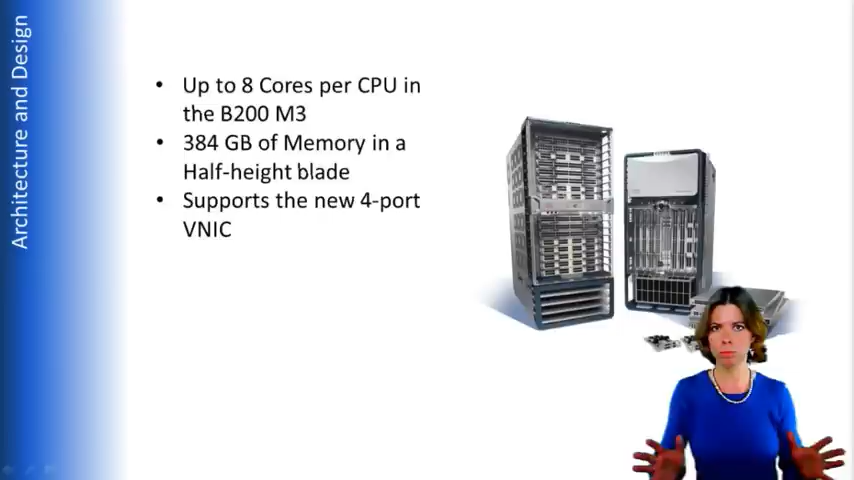 Architecture and Design
• Up to 8 Cores per CPU in
the B200 M3
• 384 GB of Memory in a
Half-height blade
• Supports the new 4-port
VNIC